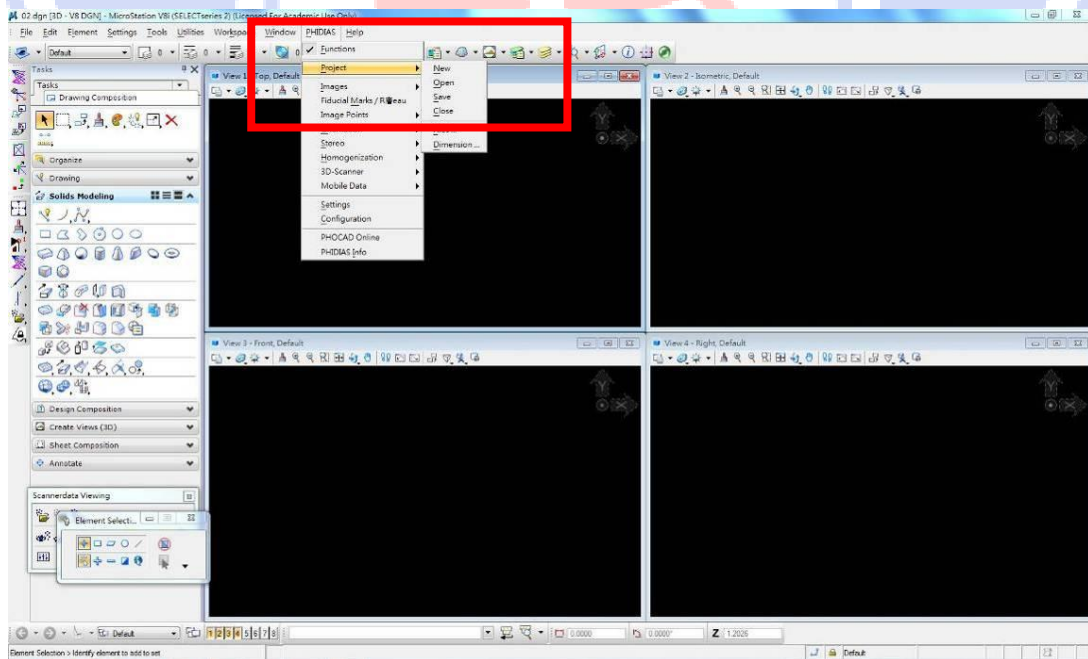 02.dgn [3D - V8 DGN] - MicroStation V8i (SELECTseries 2) [Licensed For Academic Use Only]
File Edit Element Settings Tools Utilities Workspace Window PHIDIAS Help
Default 0 0 0
Tasks
Tasks
Drawing Composition
Organize
Drawing
Solids Modeling
Design Composition
Create Views (3D)
Sheet Composition
Annotate
Scannerdata Viewing
Element Selecti...
Functions
Project
Images
Fiducial Marks / R
Image Points
Stereo
Homogenization
3D-Scanner
Mobile Data
Settings
Configuration
PHOCAD Online
PHIDIAS Info
New
Open
Save
Close
Dimension ...
View 1 - Top, Default
View 2 - Isometric, Default
View 3 - Front, Default
View 4 - Right, Default
Default 1 2 3 4 5 6 7 8 0.0000 0.0000° Z 1.2026
Element Selection > Identify element to add to set Default